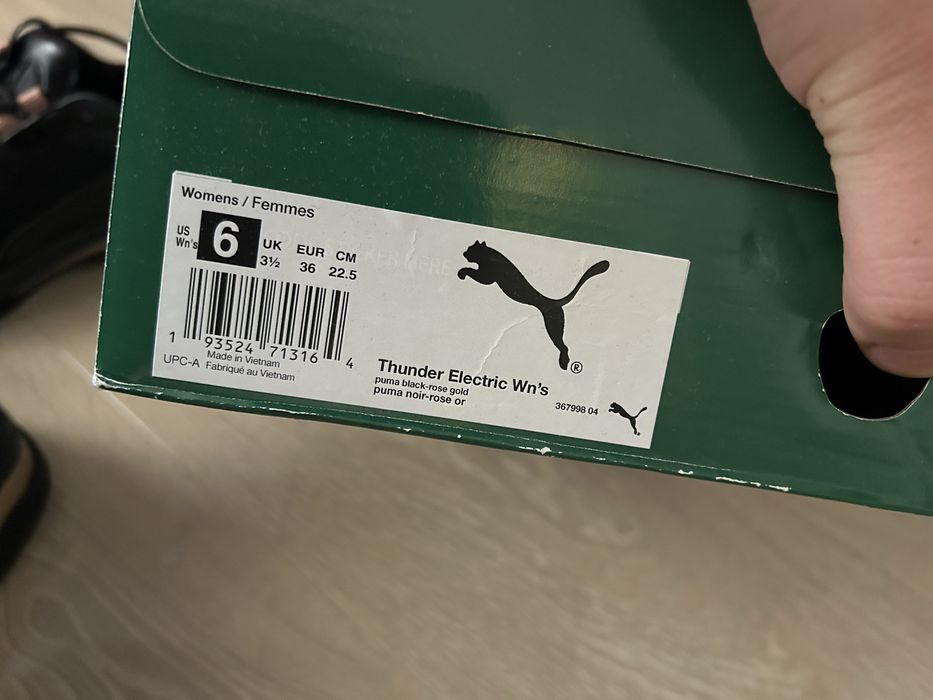 Womens / Femmes
US Wn's 6 UK 3½ EUR 36 CM 22.5
1 93524 71316 4
UPC-A Made in Vietnam
Fabriqué au Vietnam
Thunder Electric Wn's
puma black-rose gold
puma noir-rose or
367998 04